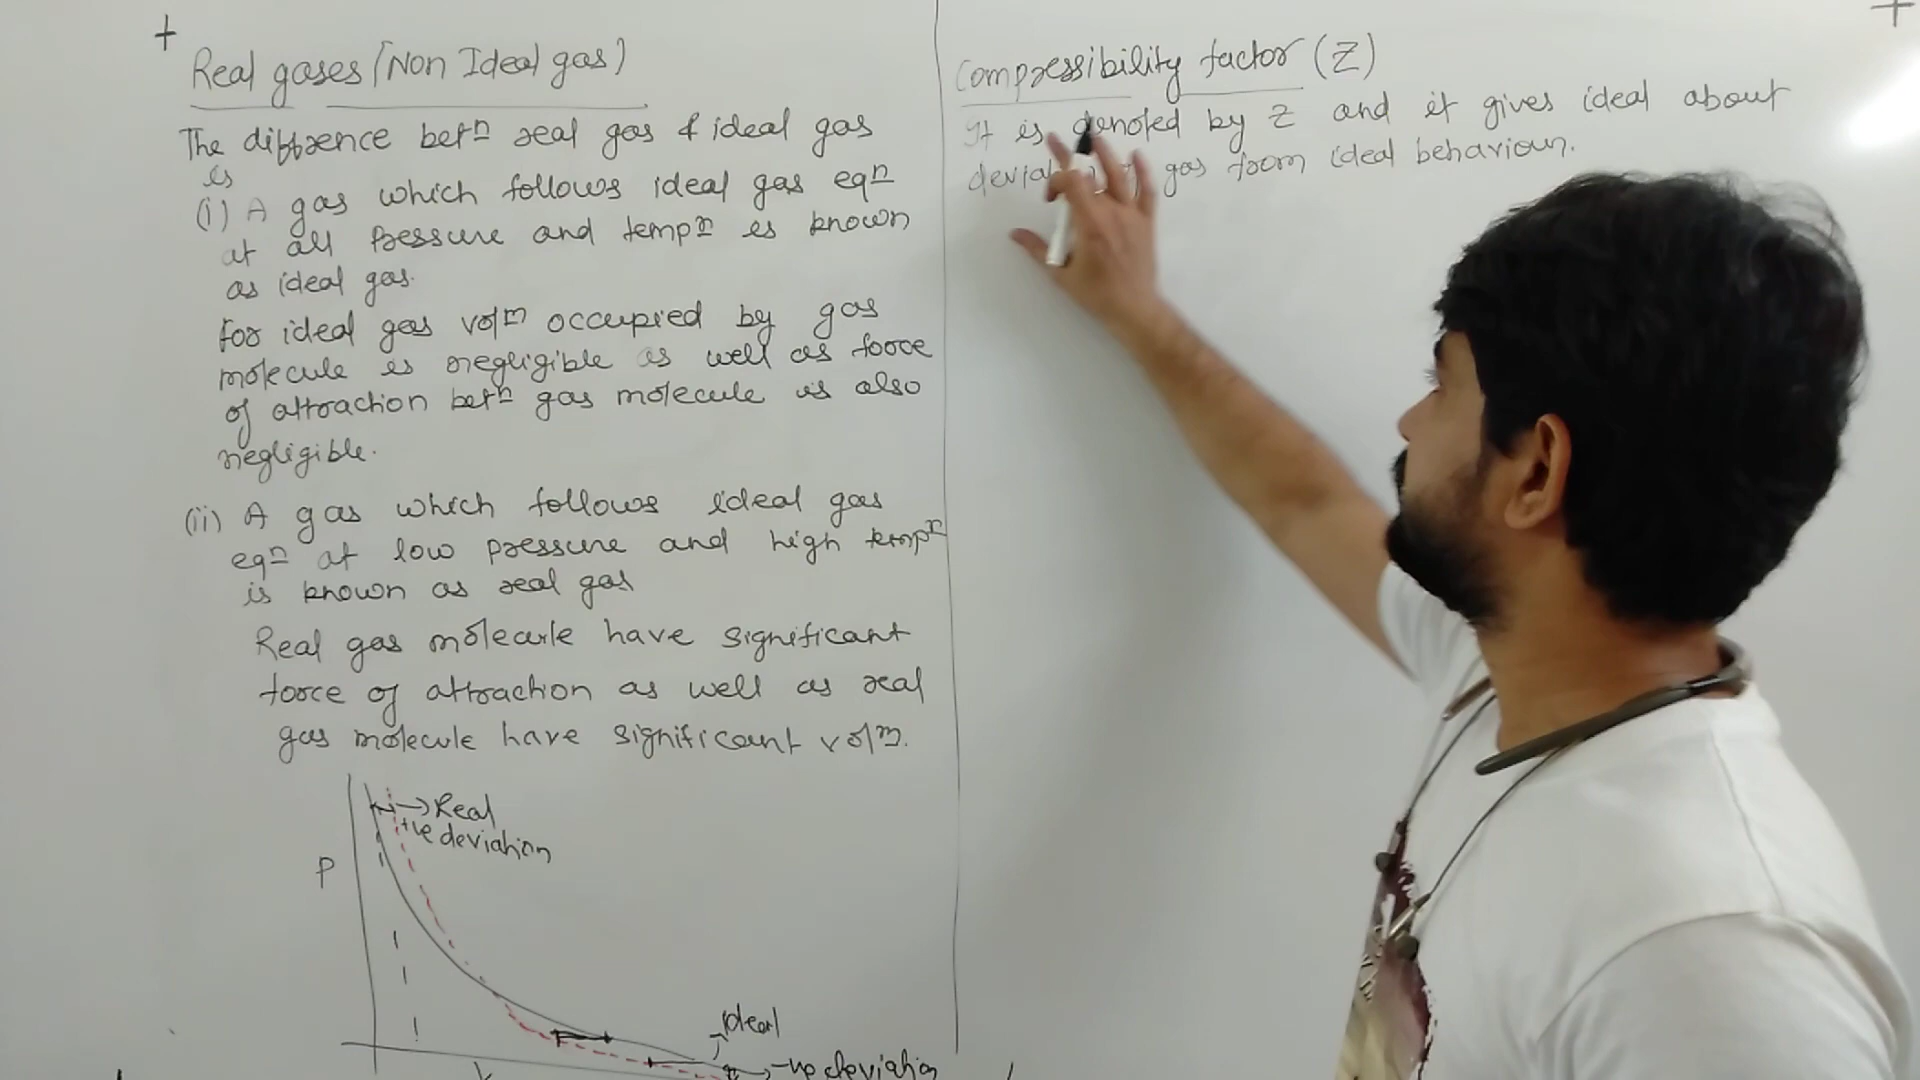 Real gases (Non Ideal gas)
The diffrence betn real gas & ideal gas
is
(i) A gas which follows ideal gas eqn
at all Pressure and tempr is known
as ideal gas.
for ideal gas volm occupied by gas
molecule is negligible as well as force
of attraction betn gas molecule is also
negligible.
(ii) A gas which follows ideal gas
eqn at low pressure and high tempr
is known as real gas
Real gas molecule have significant
force of attraction as well as real
gas molecule have significant volm.
→Real
+ve deviation
P
Ideal
-ve deviation
V
Compressibility factor (Z)
It is denoted by Z and it gives ideal about
gas from ideal behaviour.